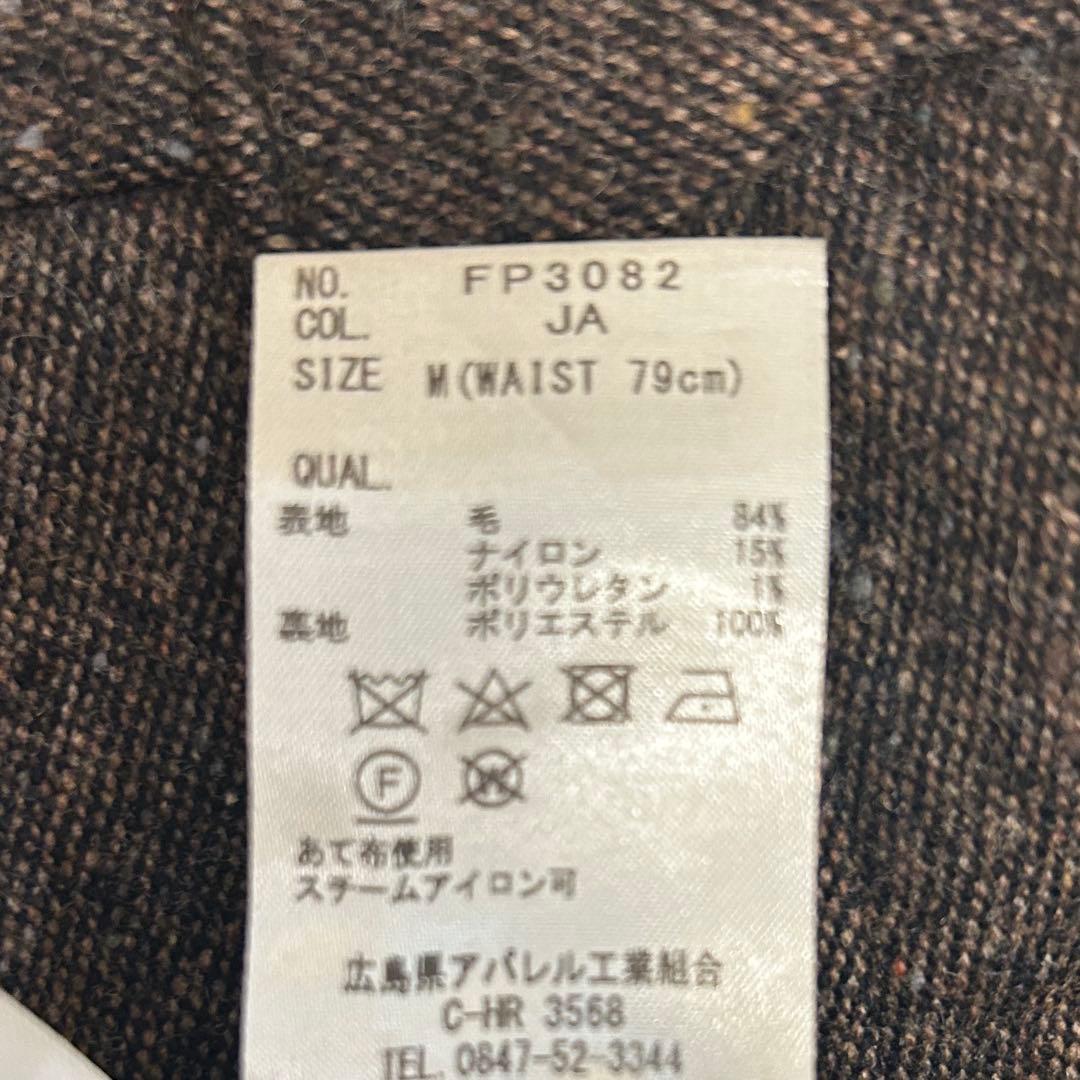 NO. FP3082
COL. JA
SIZE M(WAIST 79cm)
QUAL.
表地 毛 84%
ナイロン 15%
ポリウレタン 1%
裏地 ポリエステル 100%
F
W
あて布使用
スチームアイロン可
広島県アパレル工業組合
C-HR 3568
TEL. 0847-52-3344